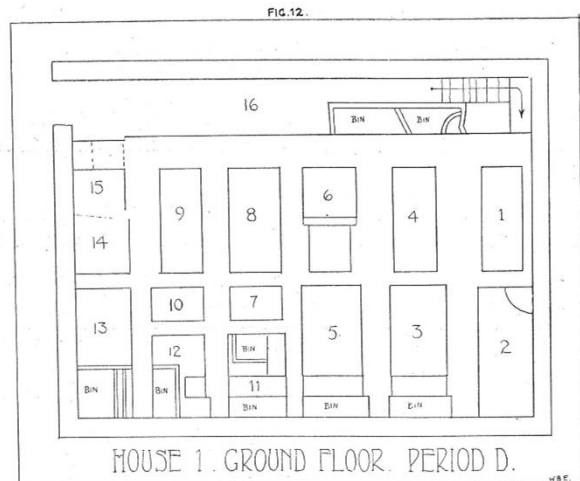 FIG.12.
16
BIN BIN
15
9
8
6
4
1
14
10
7
13
12
BIN
5
3
2
11
BIN
BIN
BIN
BIN
BIN
HOUSE 1. GROUND FLOOR. PERIOD D.
W.B.E.